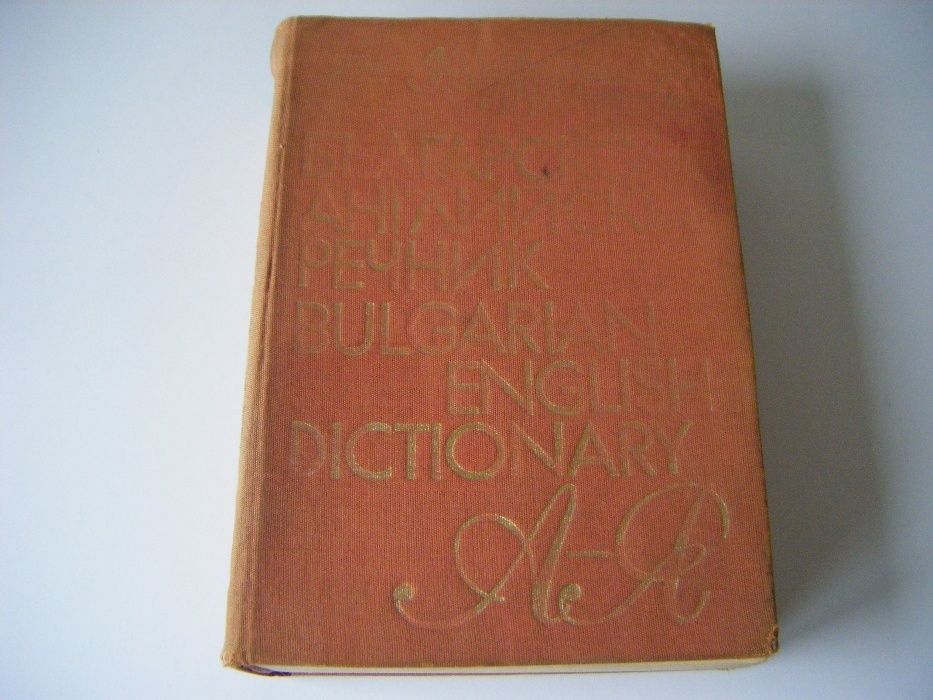 БЪЛГАРСКО
АНГЛИЙСКИ
РЕЧНИК
BULGARIAN
ENGLISH
DICTIONARY
А-Я